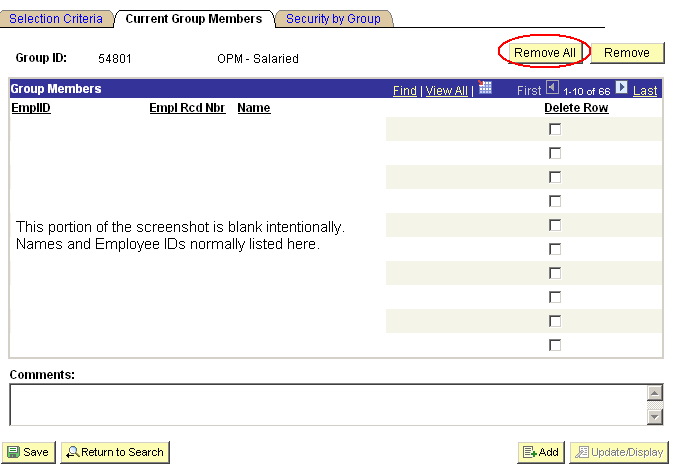 Selection Criteria Current Group Members Security by Group
Group ID: 54801 OPM - Salaried Remove All Remove
Group Members Find | View All | First 1-10 of 66 Last
EmplID Empl Rcd Nbr Name Delete Row
This portion of the screenshot is blank intentionally.
Names and Employee IDs normally listed here.
Comments:
Save Return to Search Add Update/Display